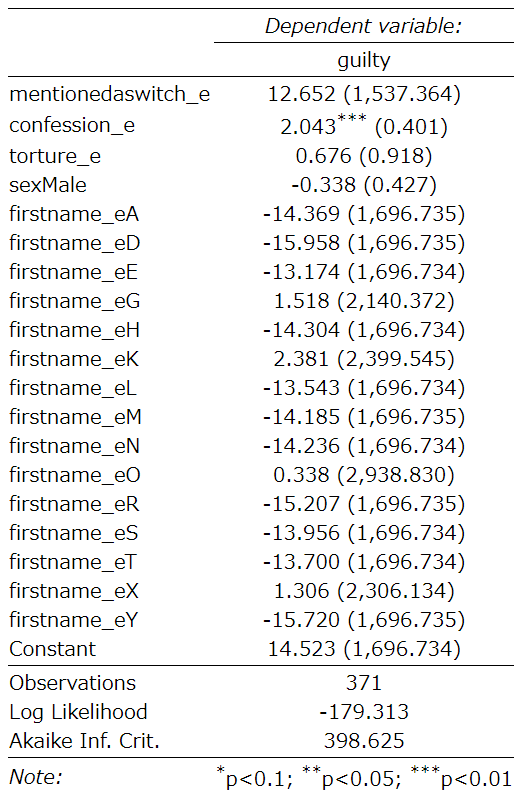 Dependent variable:
guilty
mentionedaswitch_e 12.652 (1,537.364)
confession_e 2.043*** (0.401)
torture_e 0.676 (0.918)
sexMale -0.338 (0.427)
firstname_eA -14.369 (1,696.735)
firstname_eD -15.958 (1,696.735)
firstname_eE -13.174 (1,696.734)
firstname_eG 1.518 (2,140.372)
firstname_eH -14.304 (1,696.734)
firstname_eK 2.381 (2,399.545)
firstname_eL -13.543 (1,696.734)
firstname_eM -14.185 (1,696.735)
firstname_eN -14.236 (1,696.734)
firstname_eO 0.338 (2,938.830)
firstname_eR -15.207 (1,696.735)
firstname_eS -13.956 (1,696.734)
firstname_eT -13.700 (1,696.734)
firstname_eX 1.306 (2,306.134)
firstname_eY -15.720 (1,696.735)
Constant 14.523 (1,696.734)
Observations 371
Log Likelihood -179.313
Akaike Inf. Crit. 398.625
Note: *p<0.1; **p<0.05; ***p<0.01